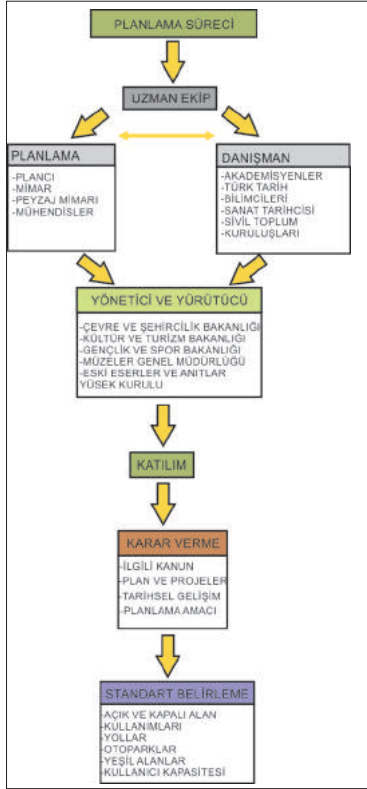 PLANLAMA SÜRECİ
UZMAN EKİP
PLANLAMA
-PLANCI
-MİMAR
-PEYZAJ MİMARI
-MÜHENDİSLER
DANIŞMAN
-AKADEMİSYENLER
-TÜRK TARİH
-BİLİMCİLERİ
-SANAT TARİHCİSİ
-SİVİL TOPLUM
-KURULUŞLARI
YÖNETİCİ VE YÜRÜTÜCÜ
-ÇEVRE VE ŞEHİRCİLİK BAKANLIĞI
-KÜLTÜR VE TURİZM BAKANLIĞI
-GENÇLİK VE SPOR BAKANLIĞI
-MÜZELER GENEL MÜDÜRLÜĞÜ
-ESKİ ESERLER VE ANITLAR
YÜSEK KURULU
KATILIM
KARAR VERME
-İLGİLİ KANUN
-PLAN VE PROJELER
-TARİHSEL GELİŞİM
-PLANLAMA AMACI
STANDART BELİRLEME
-AÇIK VE KAPALI ALAN
-KULLANIMLARI
-YOLLAR
-OTOPARKLAR
-YEŞİL ALANLAR
-KULLANICI KAPASİTESİ